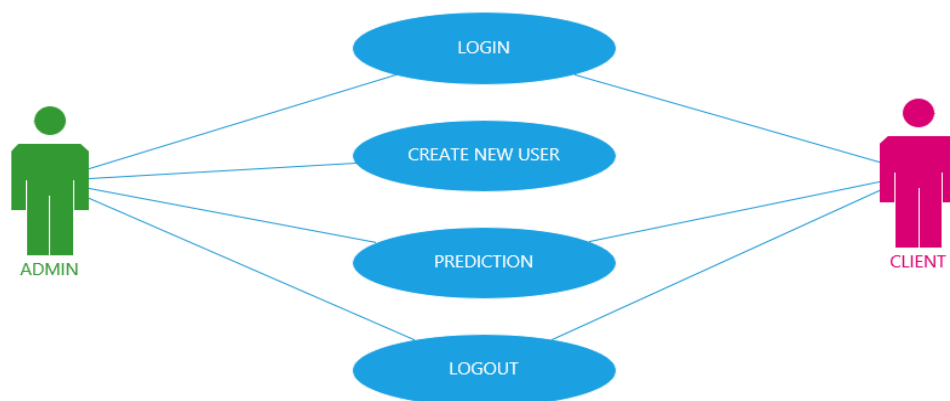 LOGIN
CREATE NEW USER
ADMIN
PREDICTION
CLIENT
LOGOUT